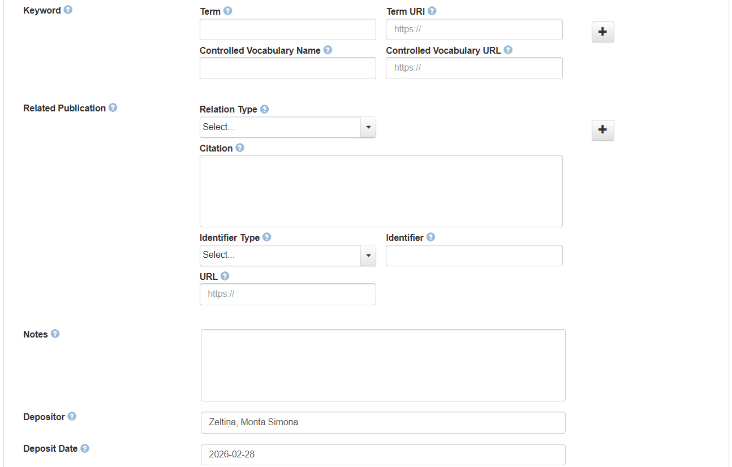 Keyword Term Term URI
https://
Controlled Vocabulary Name Controlled Vocabulary URL
https://
Related Publication Relation Type
Select...
Citation
Identifier Type Identifier
Select...
URL
https://
Notes
Depositor Zeltiņa, Monta Simona
Deposit Date 2026-02-28